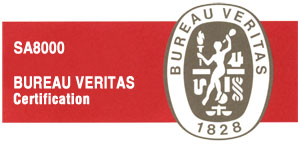 SA8000
BUREAU VERITAS
Certification
BUREAU VERITAS
1828